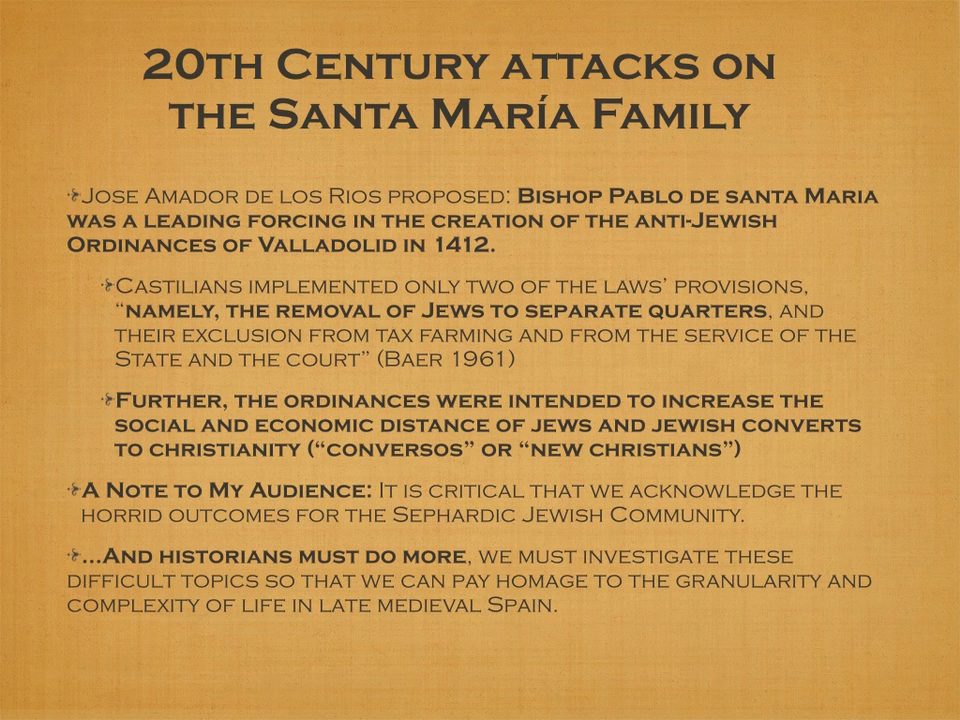 20th Century attacks on
the Santa María Family
Jose Amador de los Rios proposed: Bishop Pablo de santa Maria
was a leading forcing in the creation of the anti-Jewish
Ordinances of Valladolid in 1412.
Castilians implemented only two of the laws’ provisions,
“namely, the removal of Jews to separate quarters, and
their exclusion from tax farming and from the service of the
State and the court” (Baer 1961)
Further, the ordinances were intended to increase the
social and economic distance of jews and jewish converts
to christianity (“conversos” or “new christians”)
A Note to My Audience: It is critical that we acknowledge the
horrid outcomes for the Sephardic Jewish Community.
...And historians must do more, we must investigate these
difficult topics so that we can pay homage to the granularity and
complexity of life in late medieval Spain.